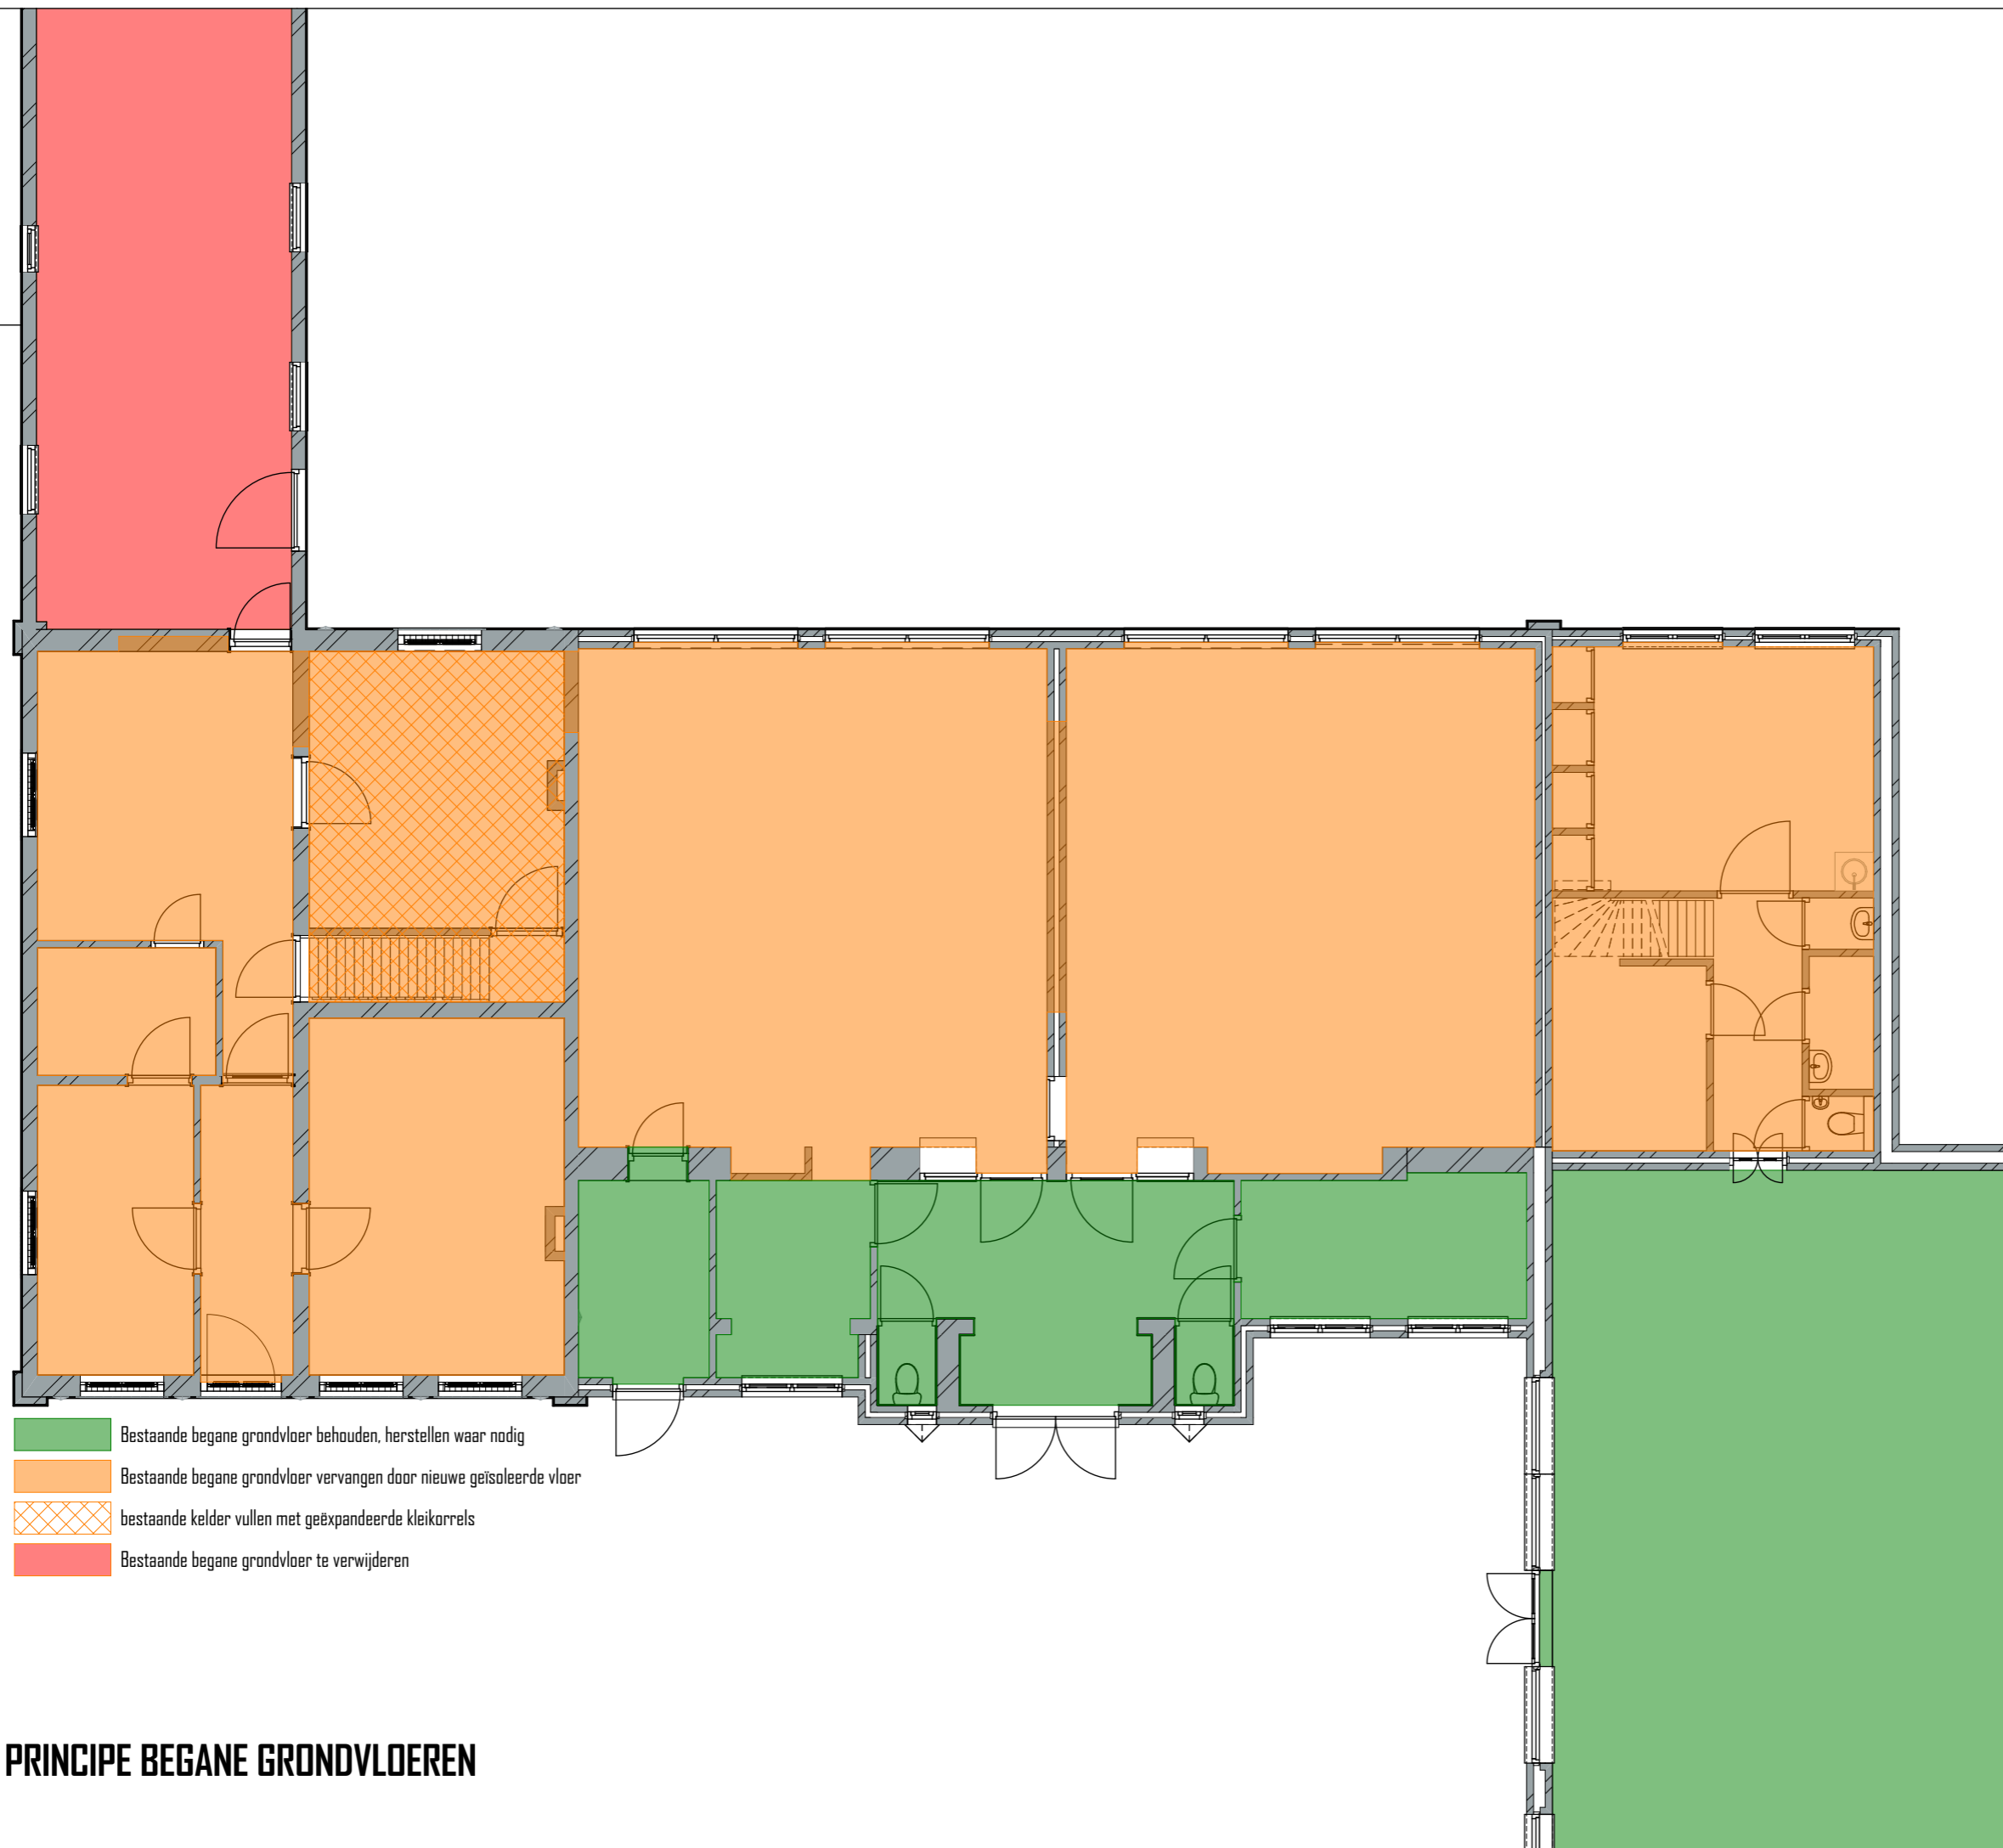 Bestaande begane grondvloer behouden, herstellen waar nodig
Bestaande begane grondvloer vervangen door nieuwe geïsoleerde vloer
bestaande kelder vullen met geëxpandeerde kleikorrels
Bestaande begane grondvloer te verwijderen
PRINCIPE BEGANE GRONDVLOEREN